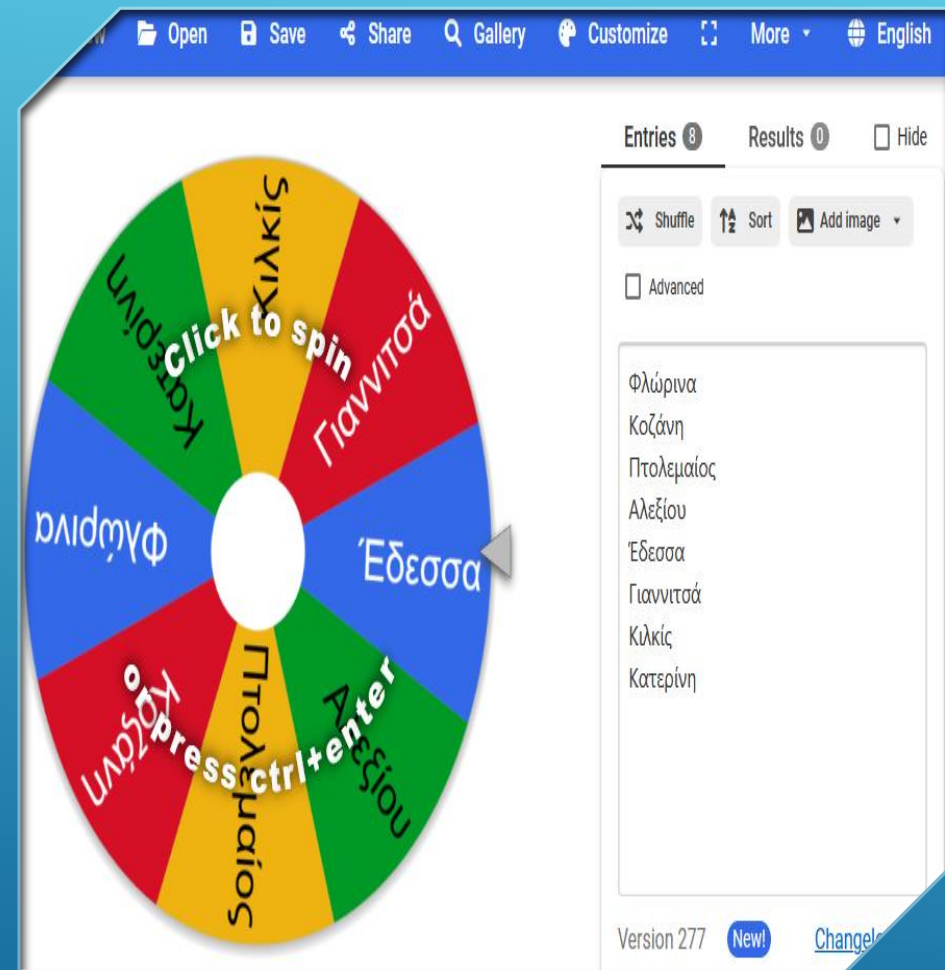 Open Save Share Gallery Customize More English
Entries 8 Results 0 Hide
Shuffle Sort Add image
Advanced
Φλώρινα
Κοζάνη
Πτολεμαίος
Αλεξίου
Έδεσσα
Γιαννιτσά
Κιλκίς
Κατερίνη
Version 277 New!
Κιλκίς
Γιαννιτσά
Έδεσσα
Αλεξίου
Πτολεμαίος
Κοζάνη
Φλώρινα
Κατερίνη
Click to spin
or press ctrl+enter